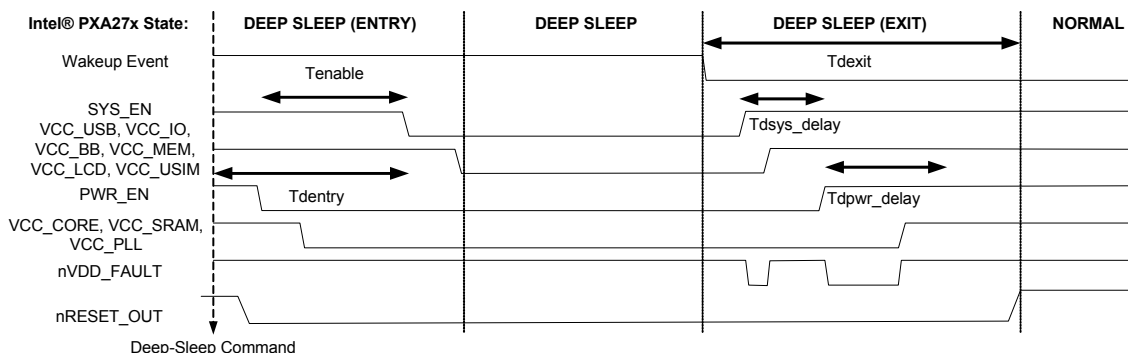 Intel® PXA27x State: DEEP SLEEP (ENTRY) DEEP SLEEP DEEP SLEEP (EXIT) NORMAL
Wakeup Event
Tdexit
Tenable
SYS_EN
VCC_USB, VCC_IO,
VCC_BB, VCC_MEM,
VCC_LCD, VCC_USIM
Tdsys_delay
PWR_EN
Tdentry
Tdpwr_delay
VCC_CORE, VCC_SRAM,
VCC_PLL
nVDD_FAULT
nRESET_OUT
Deep-Sleep Command